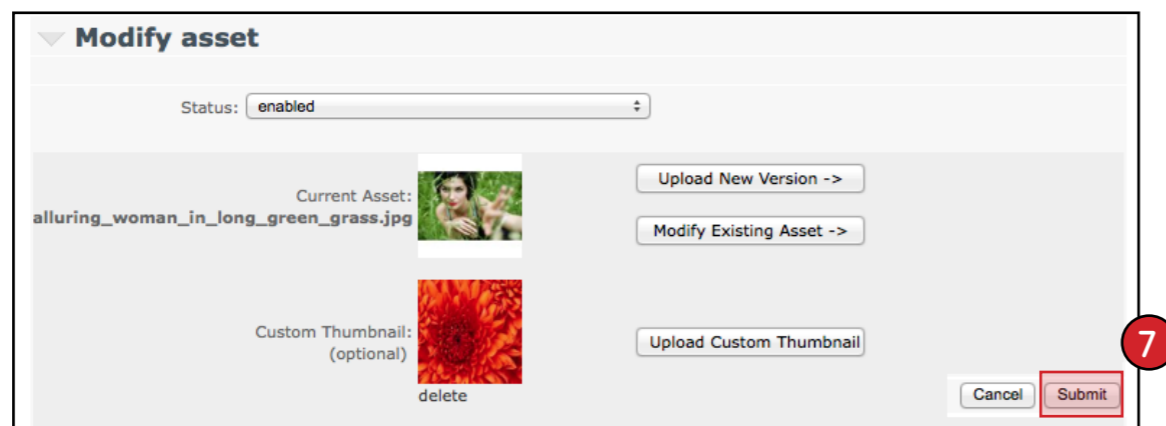 Modify asset
Status: enabled
Current Asset:
alluring_woman_in_long_green_grass.jpg
Upload New Version ->
Modify Existing Asset ->
Custom Thumbnail:
(optional)
Upload Custom Thumbnail
delete
Cancel Submit
7